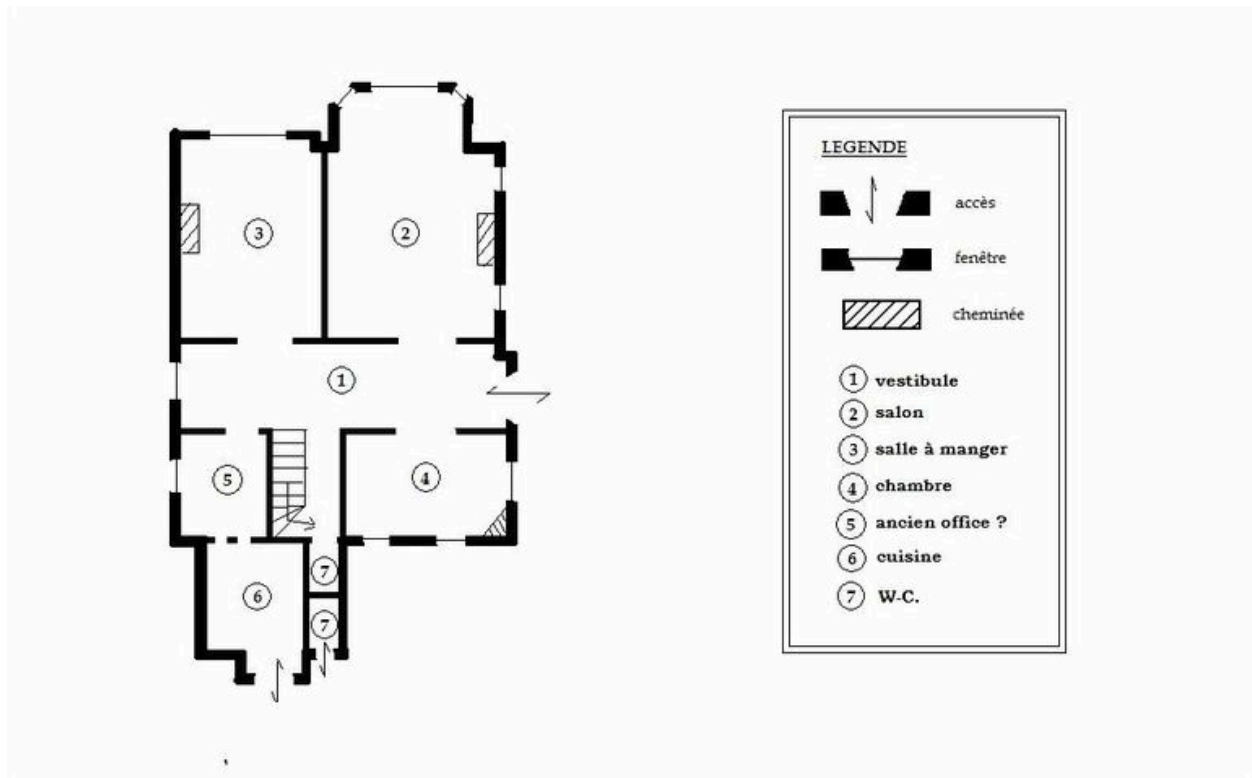 3
2
1
5
4
7
6
7
LEGENDE
accès
fenêtre
cheminée
1 vestibule
2 salon
3 salle à manger
4 chambre
5 ancien office ?
6 cuisine
7 W-C.